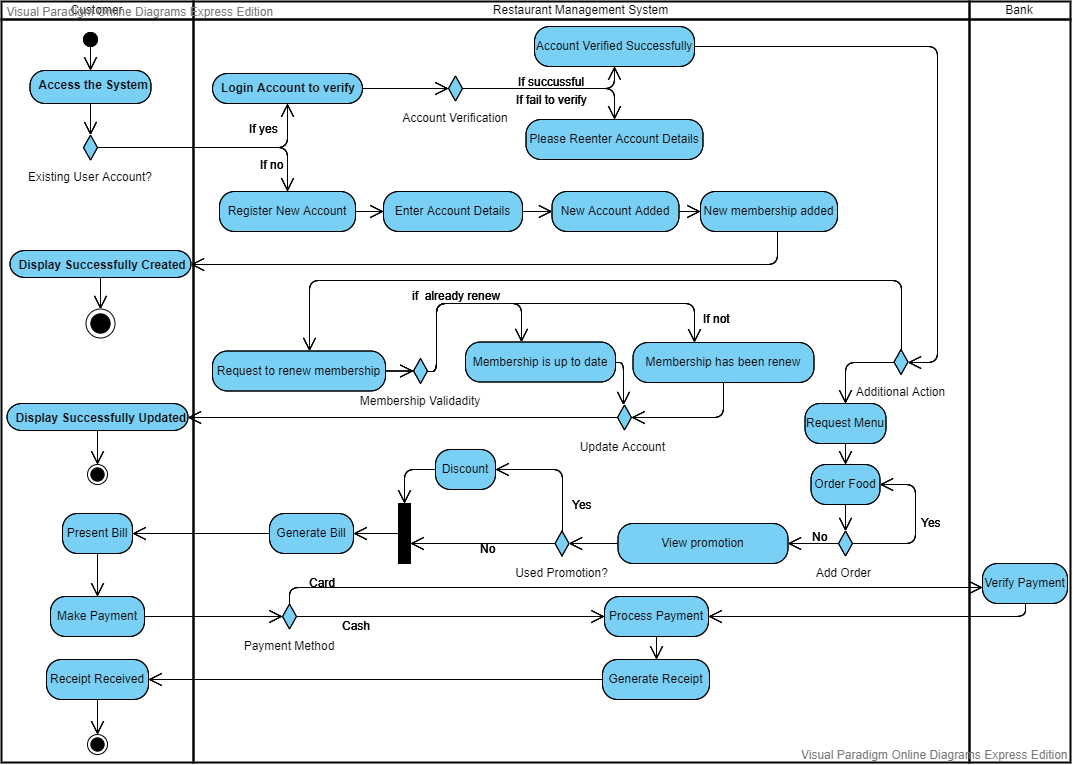 Visual Paradigm Online Diagrams Express Edition
Customer
Restaurant Management System
Bank
Account Verified Successfully
Access the System
Login Account to verify
If sucussful
If fail to verify
Account Verification
If yes
Please Reenter Account Details
Existing User Account?
If no
Register New Account
Enter Account Details
New Account Added
New membership added
Display Successfully Created
if  already renew
If not
Request to renew membership
Membership is up to date
Membership has been renew
Additional Action
Membership Validadity
Display Successfully Updated
Request Menu
Update Account
Discount
Order Food
Yes
Yes
Present Bill
Generate Bill
No
View promotion
No
Used Promotion?
Add Order
Card
Verify Payment
Make Payment
Cash
Process Payment
Payment Method
Receipt Received
Generate Receipt
Visual Paradigm Online Diagrams Express Edition